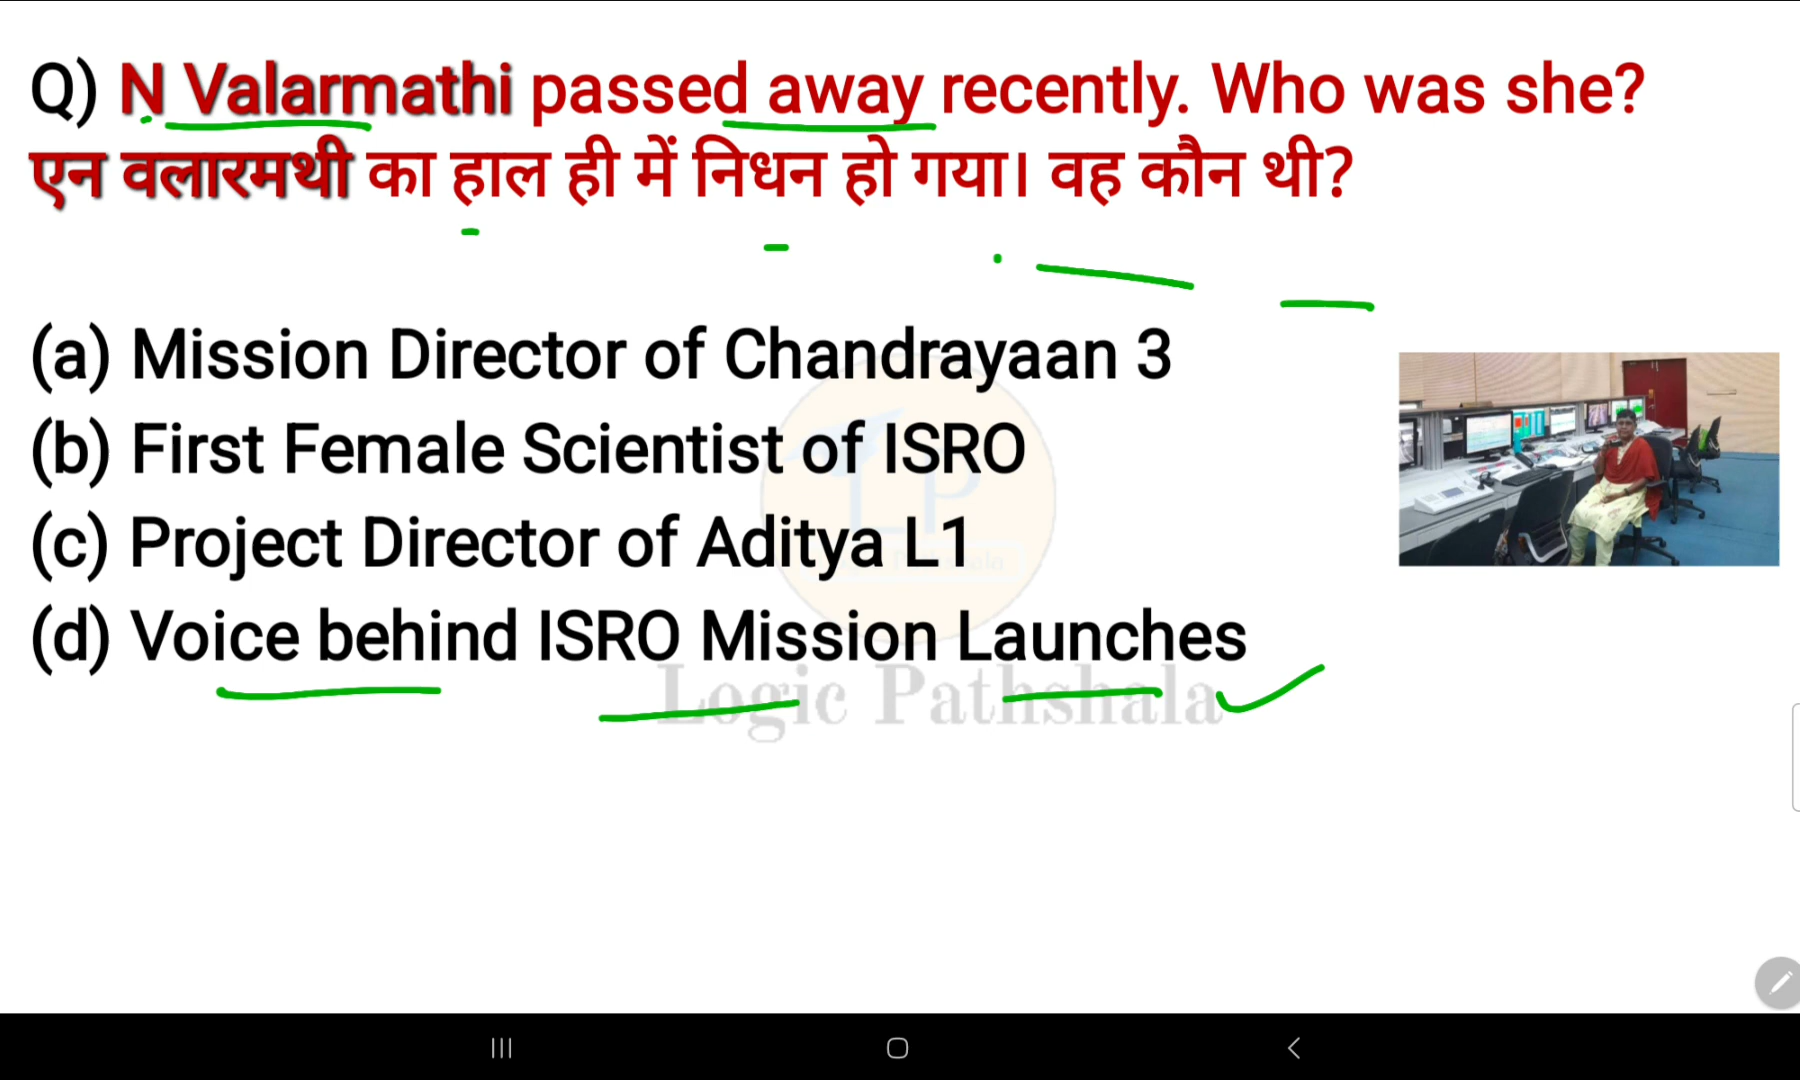 Q) N Valarmathi passed away recently. Who was she?
एन वलारमथी का हाल ही में निधन हो गया। वह कौन थी?
(a) Mission Director of Chandrayaan 3
(b) First Female Scientist of ISRO
(c) Project Director of Aditya L1
(d) Voice behind ISRO Mission Launches
Logic Pathshala